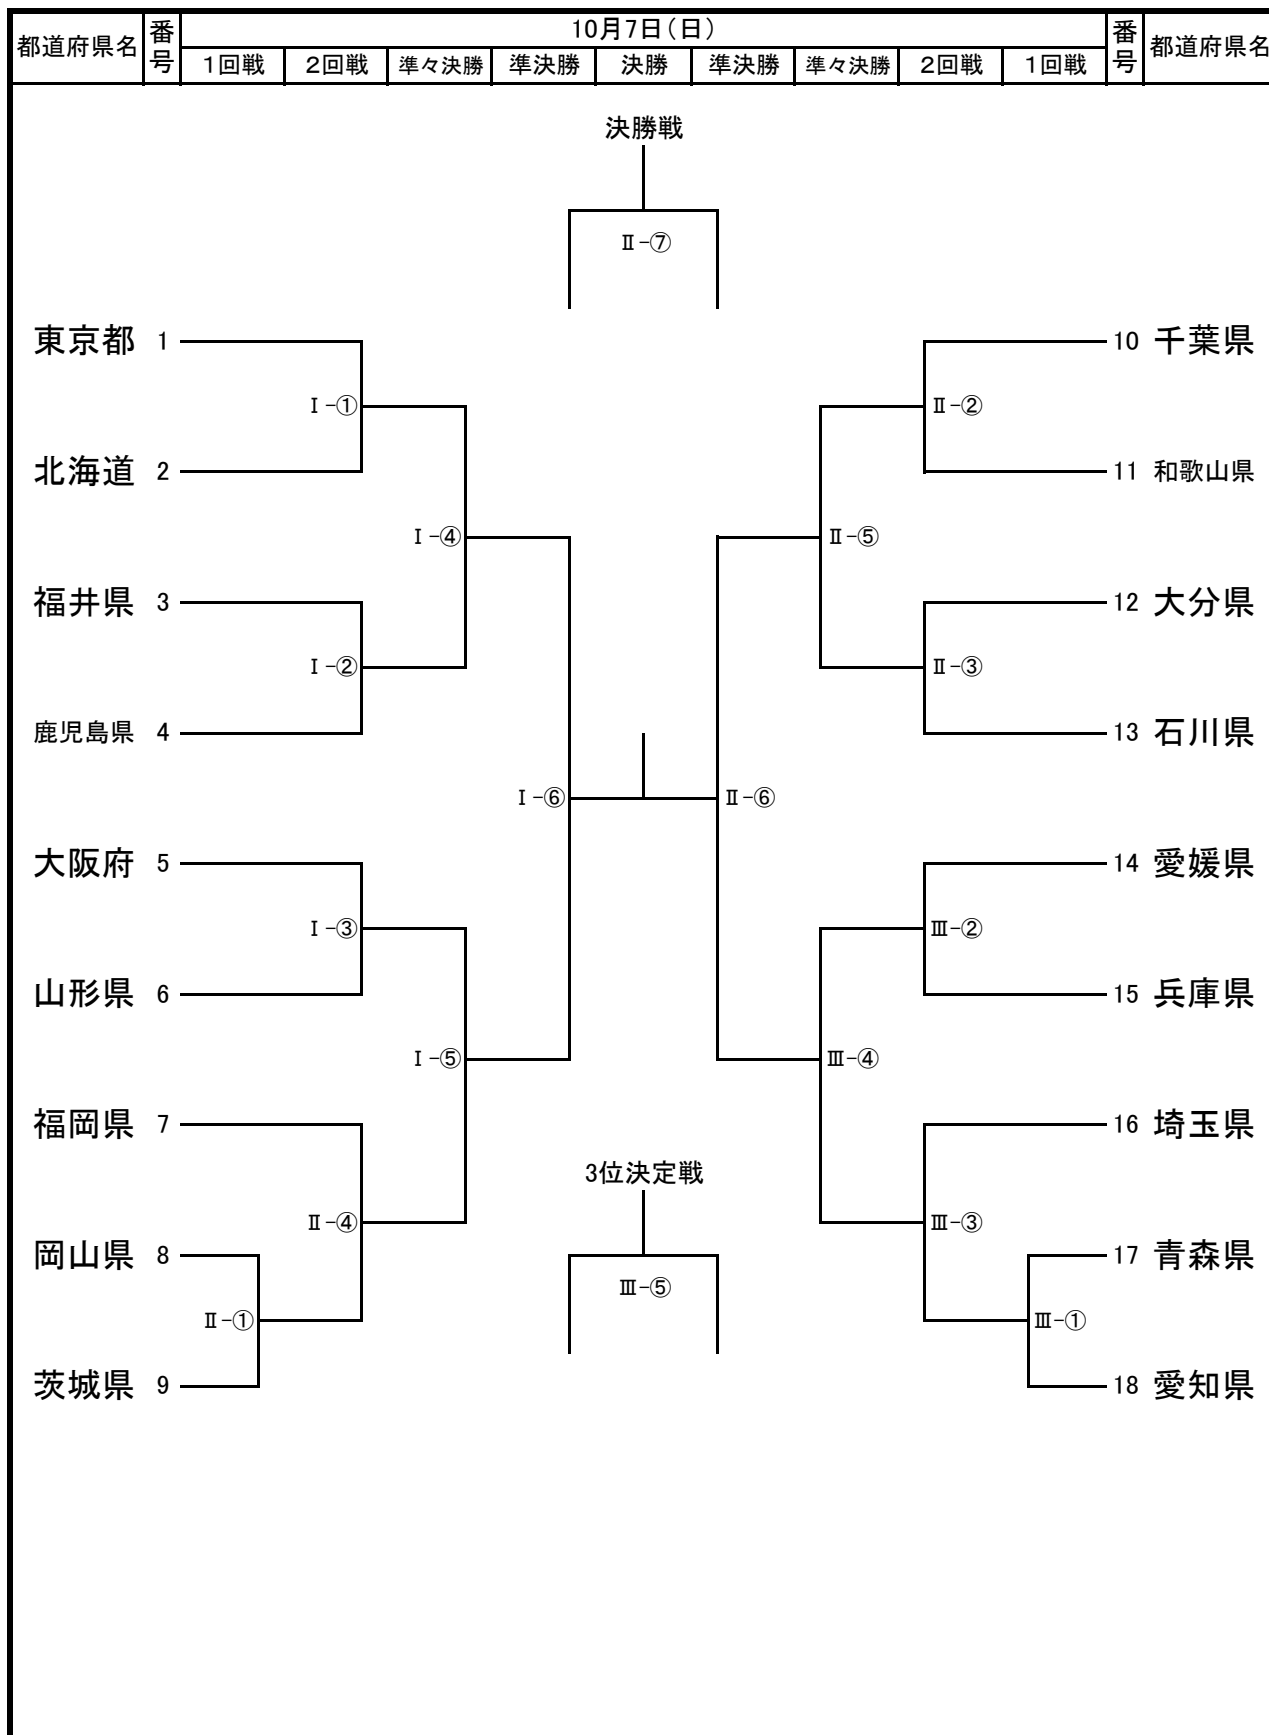 都道府県名 番号 10月7日(日) 番号 都道府県名
1回戦 2回戦 準々決勝 準決勝 決勝 準決勝 準々決勝 2回戦 1回戦
決勝戦
Ⅱ-⑦
東京都 1 10 千葉県
Ⅰ-① Ⅱ-②
北海道 2 11 和歌山県
Ⅰ-④ Ⅱ-⑤
福井県 3 12 大分県
Ⅰ-② Ⅱ-③
鹿児島県 4 13 石川県
Ⅰ-⑥ Ⅱ-⑥
大阪府 5 14 愛媛県
Ⅰ-③ Ⅲ-②
山形県 6 15 兵庫県
Ⅰ-⑤ Ⅲ-④
福岡県 7 16 埼玉県
3位決定戦
Ⅱ-④ Ⅲ-③
岡山県 8 17 青森県
Ⅲ-⑤
Ⅱ-① Ⅲ-①
茨城県 9 18 愛知県